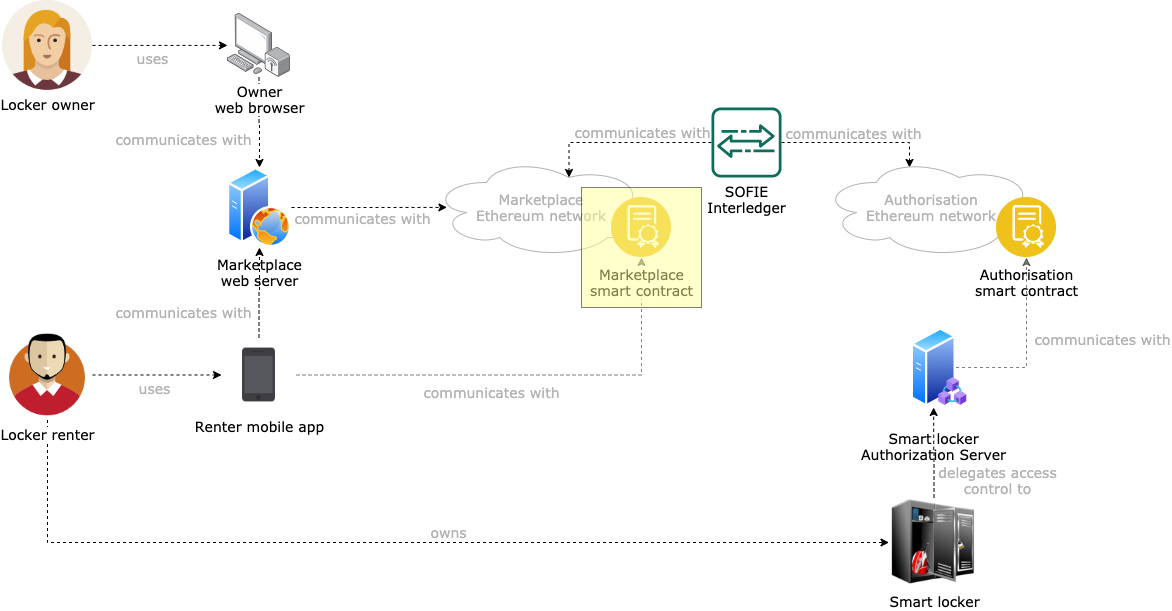 uses
Locker owner
Owner
web browser
communicates with
communicates with
communicates with
SOFIE
Interledger
Marketplace
Ethereum network
Authorisation
Ethereum network
communicates with
Marketplace
web server
Marketplace
smart contract
Authorisation
smart contract
communicates with
communicates with
uses
communicates with
Renter mobile app
Locker renter
Smart locker
Authorization Server
delegates access
control to
owns
Smart locker